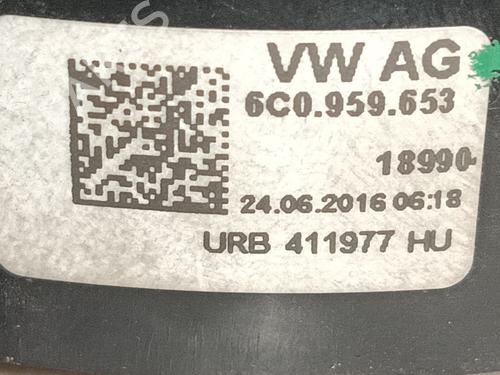 VW AG
6C0.959.653
18990-
24.06.2016 06:18
URB 411977 HU